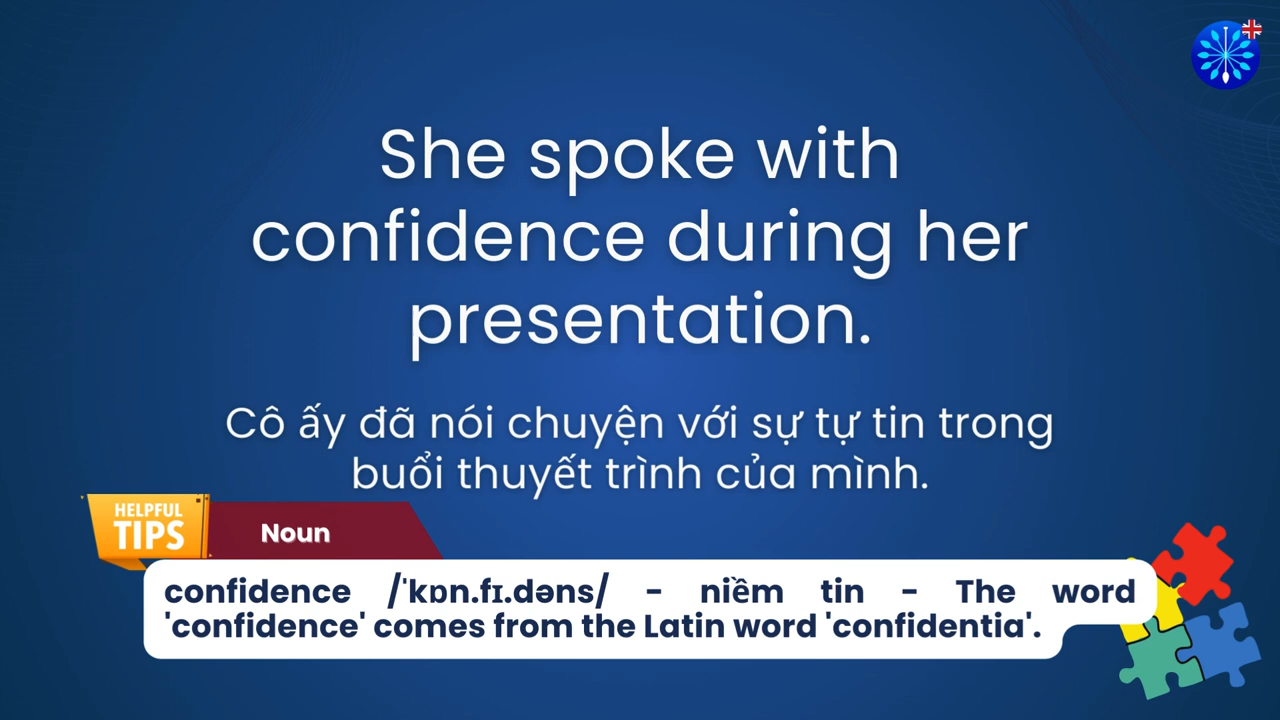 She spoke with
confidence during her
presentation.
Cô ấy đã nói chuyện với sự tự tin trong
buổi thuyết trình của mình.
HELPFUL
TIPS
Noun
confidence /ˈkɒn.fɪ.dəns/ - niềm tin - The word
'confidence' comes from the Latin word 'confidentia'.